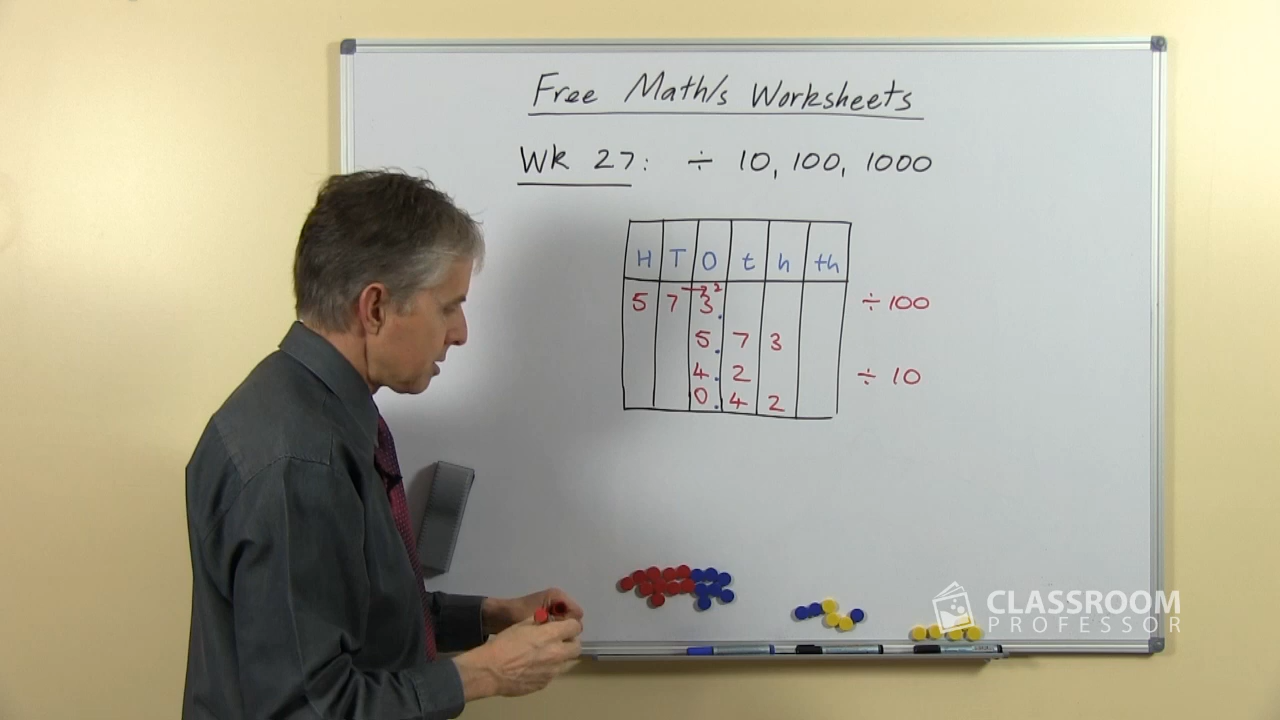 Free Math/s Worksheets
Wk 27: ÷ 10, 100, 1000
H T O t h th
5 7 3. ÷ 100
5. 7 3
4. 2 ÷ 10
0. 4 2
CLASSROOM
PROFESSOR